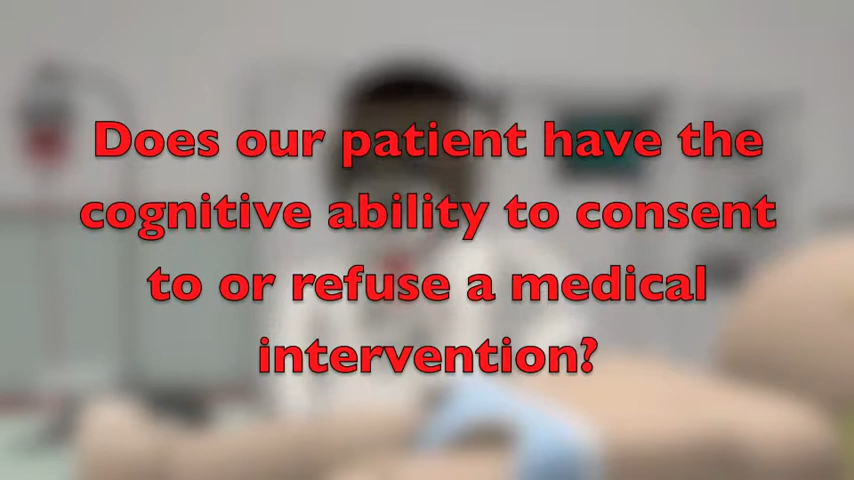 Does our patient have the
cognitive ability to consent
to or refuse a medical
intervention?